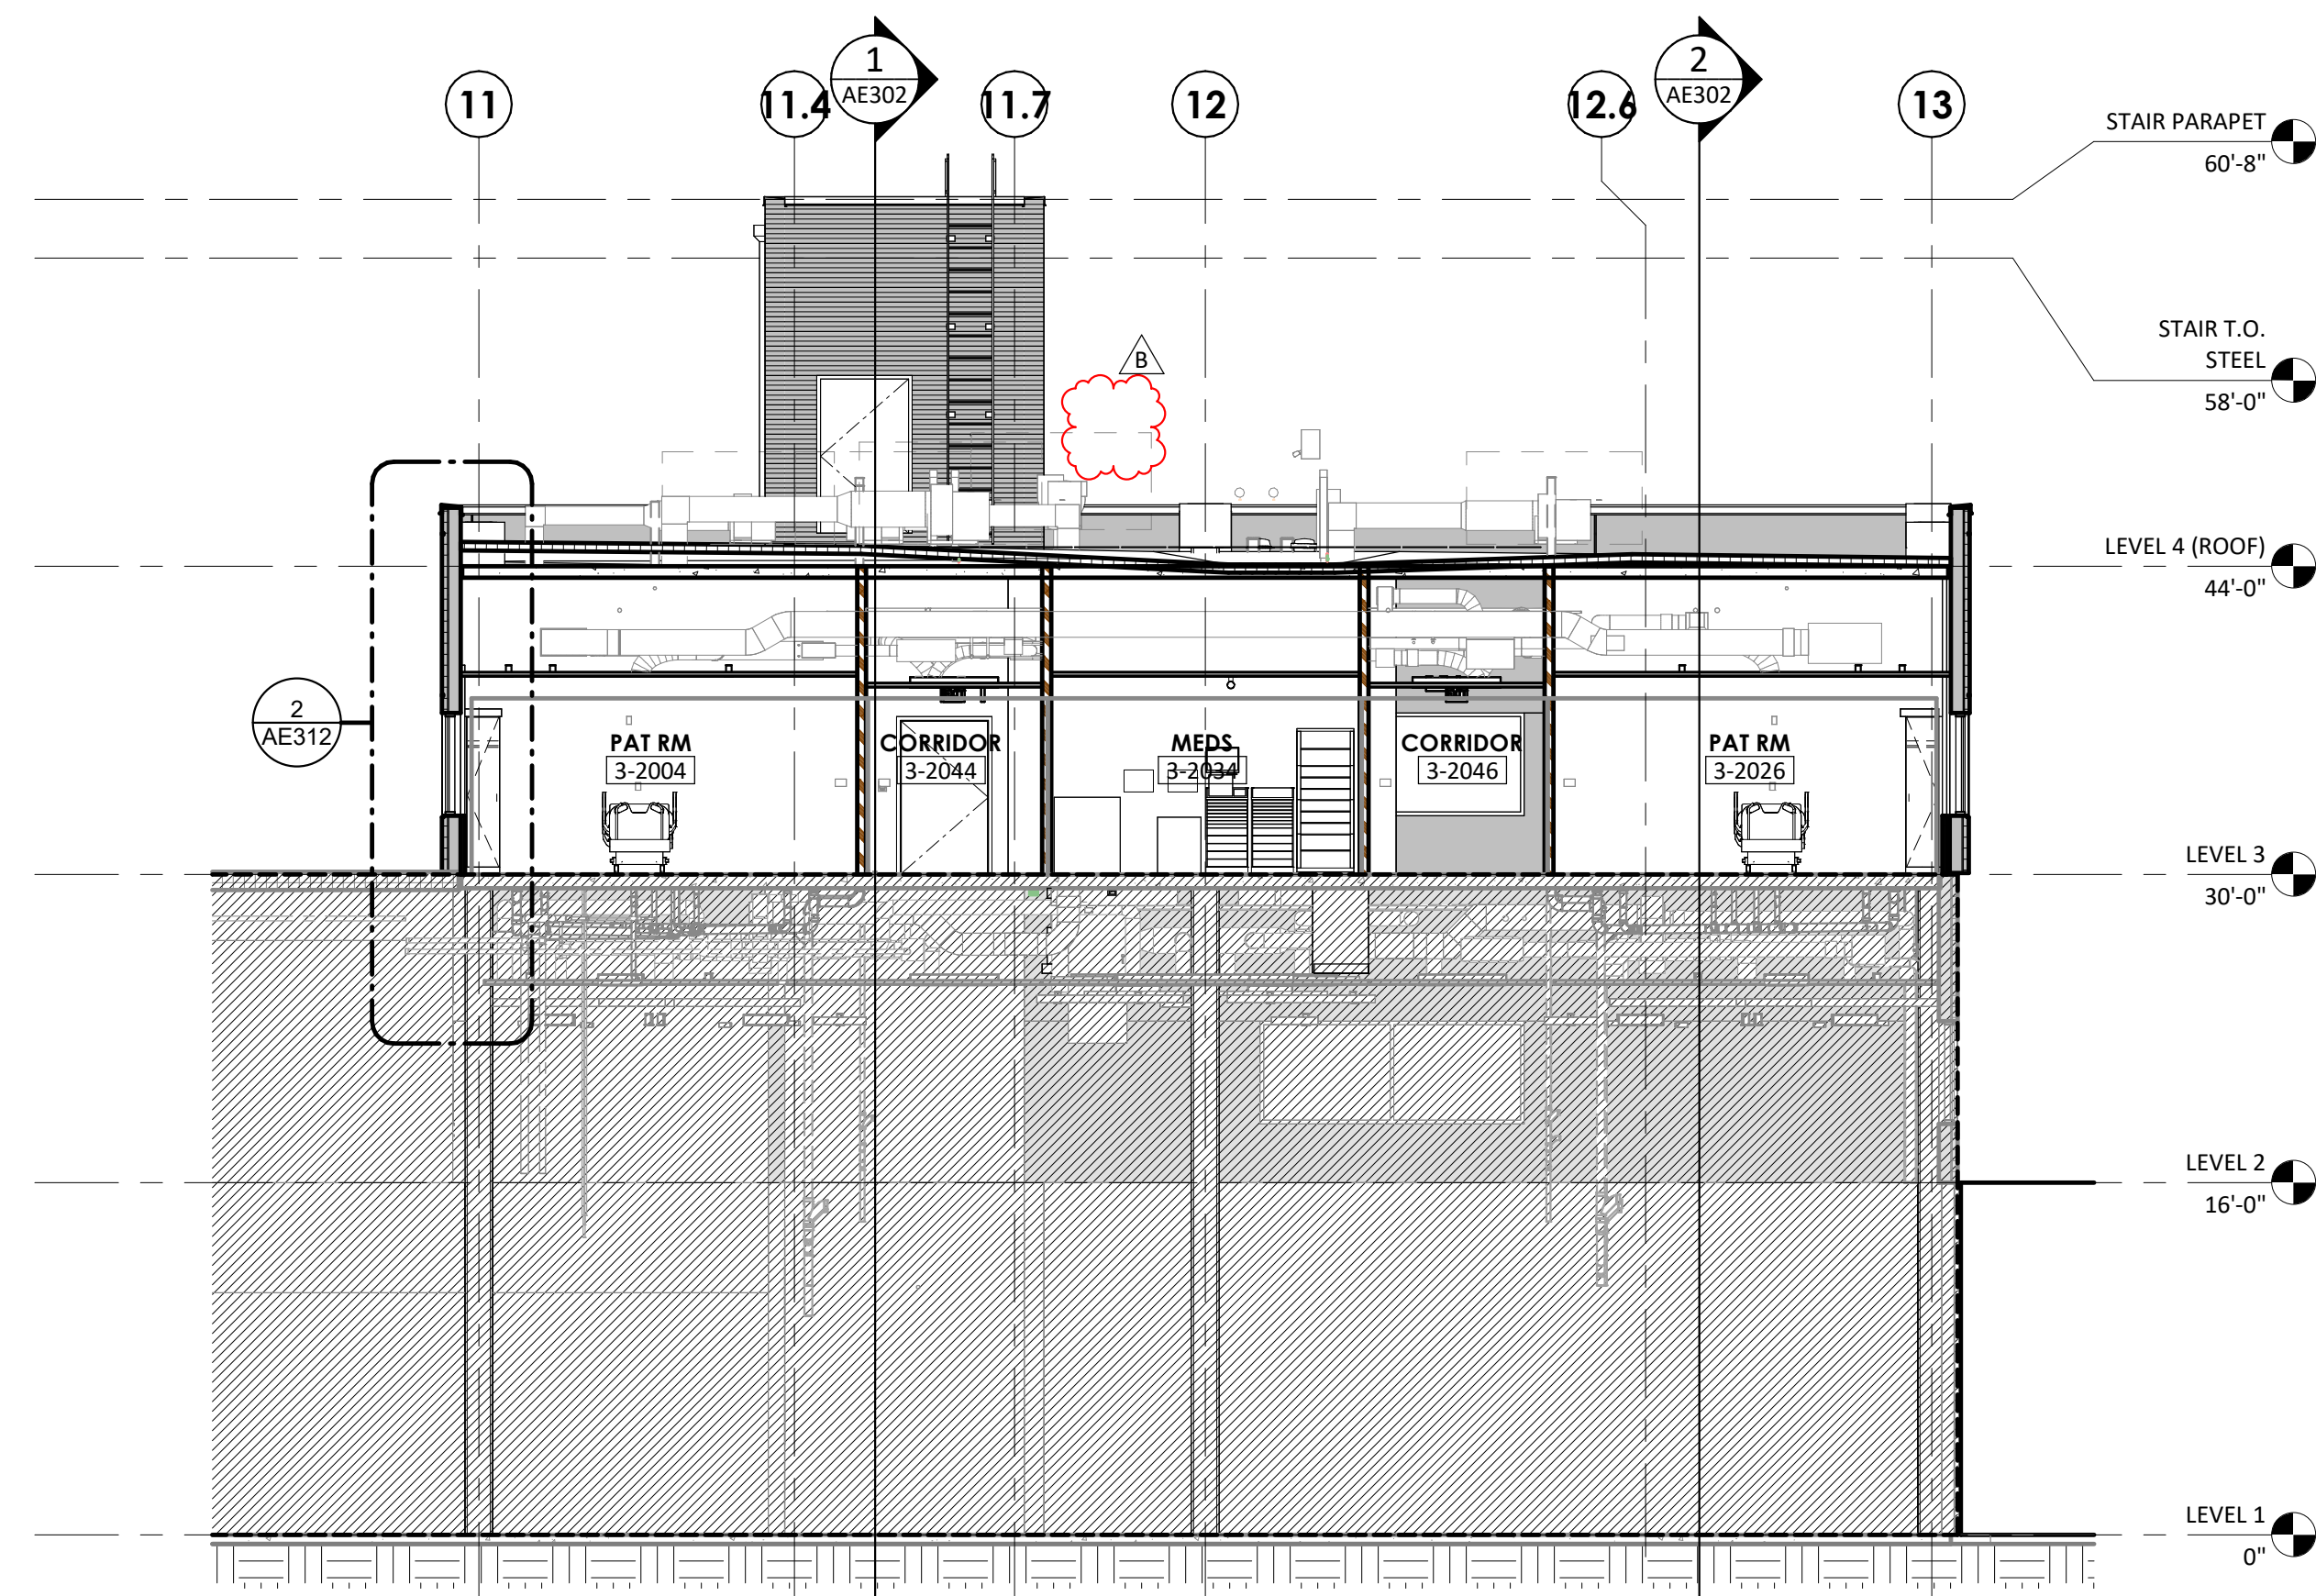 1
AE302
2
AE302
11
11.4
11.7
12
12.6
13
STAIR PARAPET
60'-8"
STAIR T.O.
STEEL
58'-0"
B
LEVEL 4 (ROOF)
44'-0"
2
AE312
PAT RM
3-2004
CORRIDOR
3-2044
MEDS
3-2034
CORRIDOR
3-2046
PAT RM
3-2026
LEVEL 3
30'-0"
LEVEL 2
16'-0"
LEVEL 1
0"